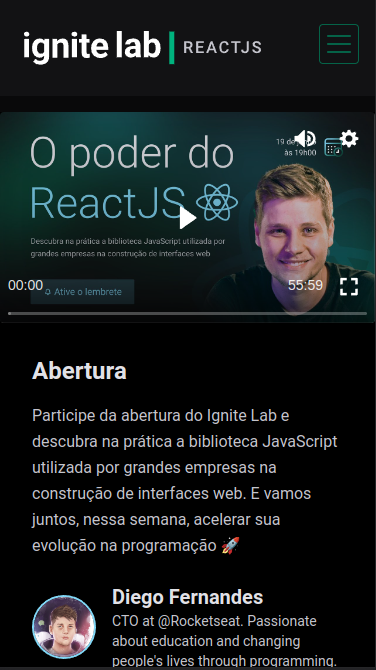 ignite lab | REACTJS
O poder do
ReactJS
19 de
às 19h00
Descubra na prática a biblioteca JavaScript utilizada por
grandes empresas na construção de interfaces web
00:00
Ative o lembrete
55:59
Abertura
Participe da abertura do Ignite Lab e
descubra na prática a biblioteca JavaScript
utilizada por grandes empresas na
construção de interfaces web. E vamos
juntos, nessa semana, acelerar sua
evolução na programação 🚀
Diego Fernandes
CTO at @Rocketseat. Passionate
about education and changing
people's lives through programming.